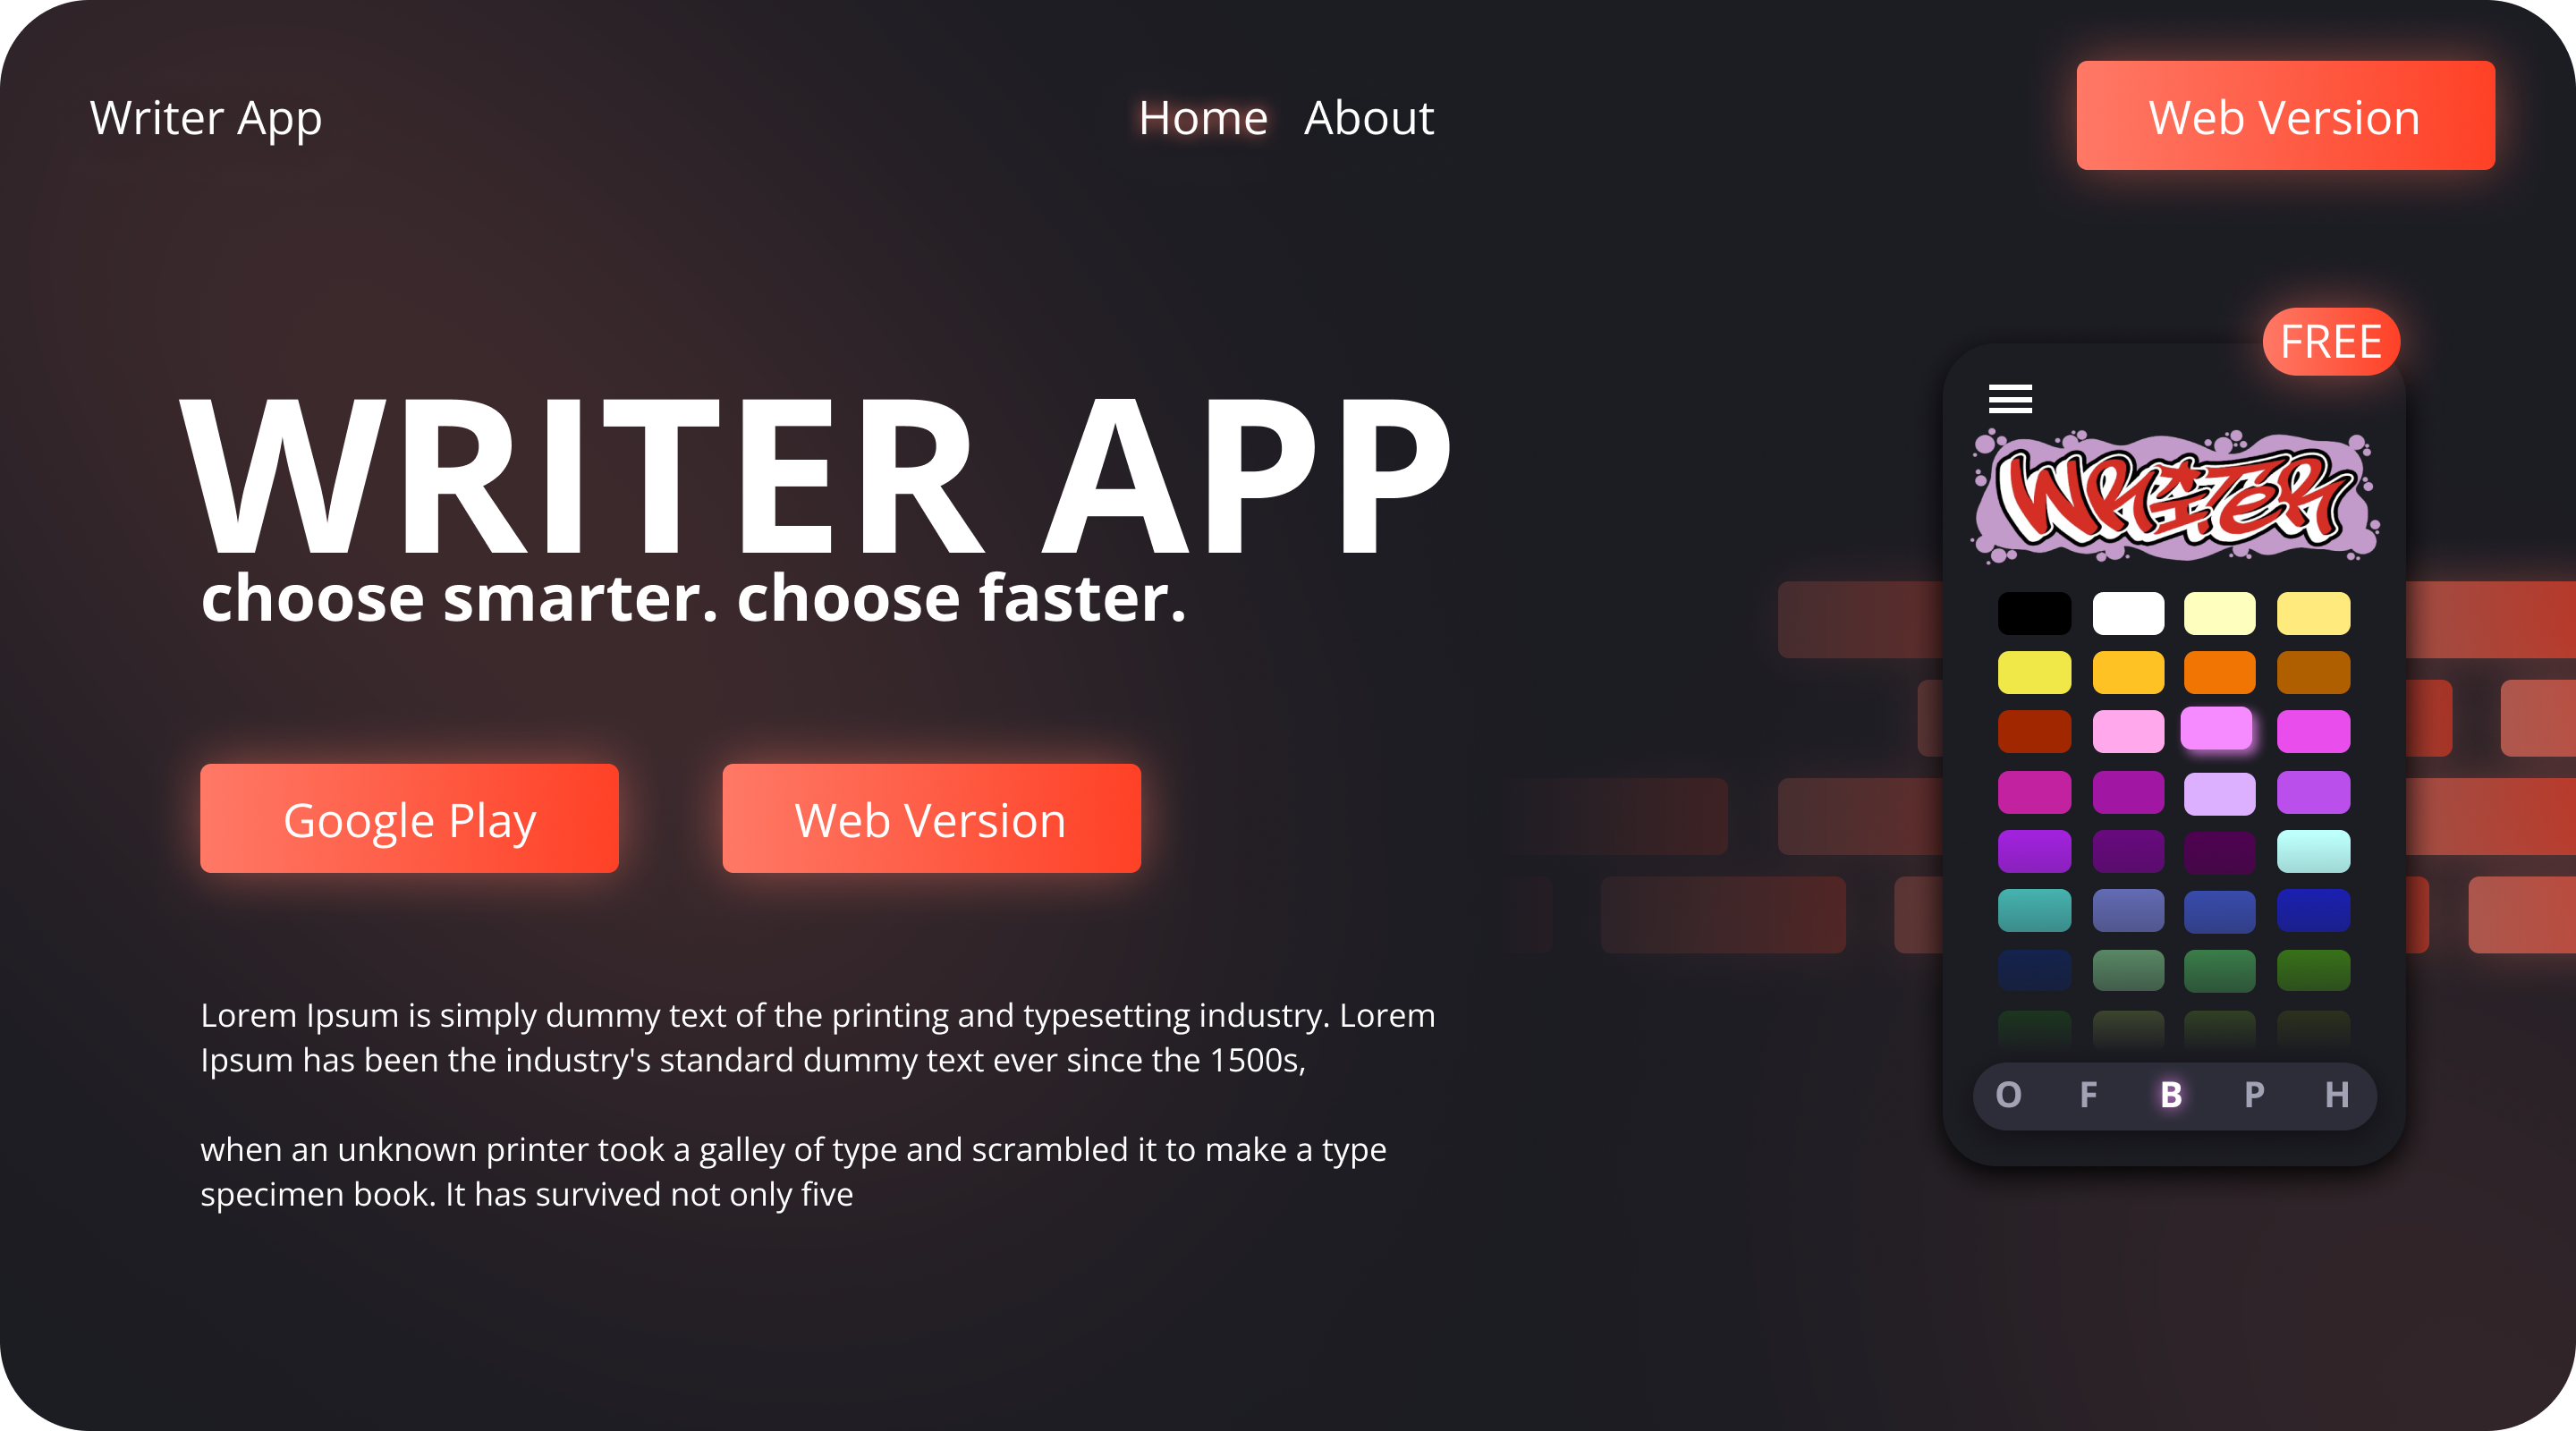 Writer App
Home About
Web Version
FREE
WRITER APP
choose smarter. choose faster.
WRITER
Google Play
Web Version
Lorem Ipsum is simply dummy text of the printing and typesetting industry. Lorem
Ipsum has been the industry's standard dummy text ever since the 1500s,
when an unknown printer took a galley of type and scrambled it to make a type
specimen book. It has survived not only five
O F B P H